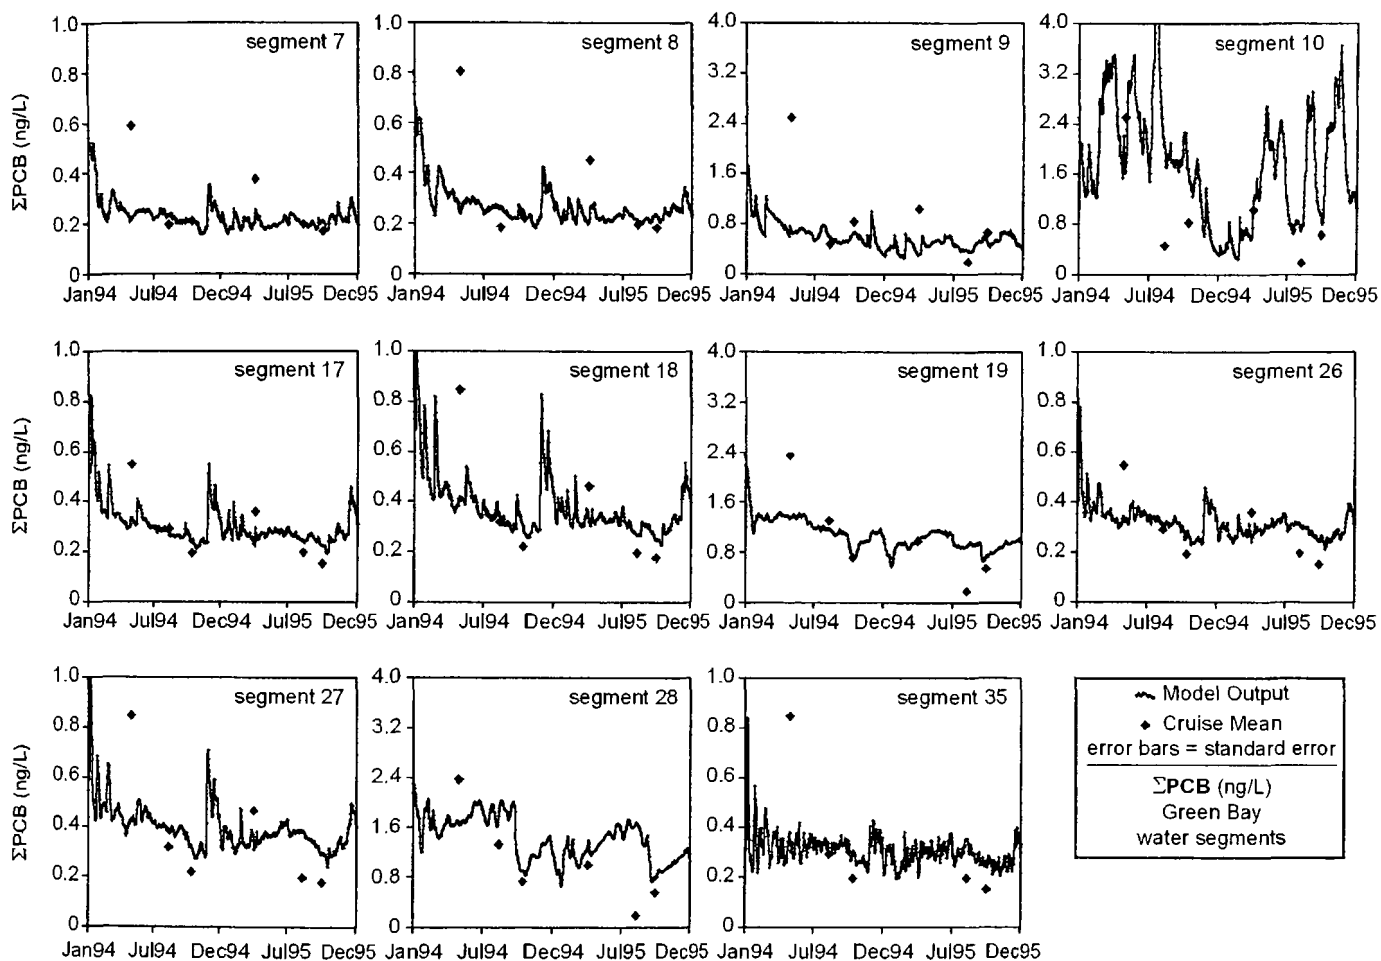 segment 7
ΣPCB (ng/L)
1.0
0.8
0.6
0.4
0.2
0
Jan94 Jul94 Dec94 Jul95 Dec95
segment 8
1.0
0.8
0.6
0.4
0.2
0
Jan94 Jul94 Dec94 Jul95 Dec95
segment 9
4.0
3.2
2.4
1.6
0.8
0
Jan94 Jul94 Dec94 Jul95 Dec95
segment 10
4.0
3.2
2.4
1.6
0.8
0
Jan94 Jul94 Dec94 Jul95 Dec95
segment 17
ΣPCB (ng/L)
1.0
0.8
0.6
0.4
0.2
0
Jan94 Jul94 Dec94 Jul95 Dec95
segment 18
1.0
0.8
0.6
0.4
0.2
0
Jan94 Jul94 Dec94 Jul95 Dec95
segment 19
4.0
3.2
2.4
1.6
0.8
0
Jan94 Jul94 Dec94 Jul95 Dec95
segment 26
1.0
0.8
0.6
0.4
0.2
0
Jan94 Jul94 Dec94 Jul95 Dec95
segment 27
ΣPCB (ng/L)
1.0
0.8
0.6
0.4
0.2
0
Jan94 Jul94 Dec94 Jul95 Dec95
segment 28
4.0
3.2
2.4
1.6
0.8
0
Jan94 Jul94 Dec94 Jul95 Dec95
segment 35
1.0
0.8
0.6
0.4
0.2
0
Jan94 Jul94 Dec94 Jul95 Dec95
Model Output
Cruise Mean
error bars = standard error
ΣPCB (ng/L)
Green Bay
water segments